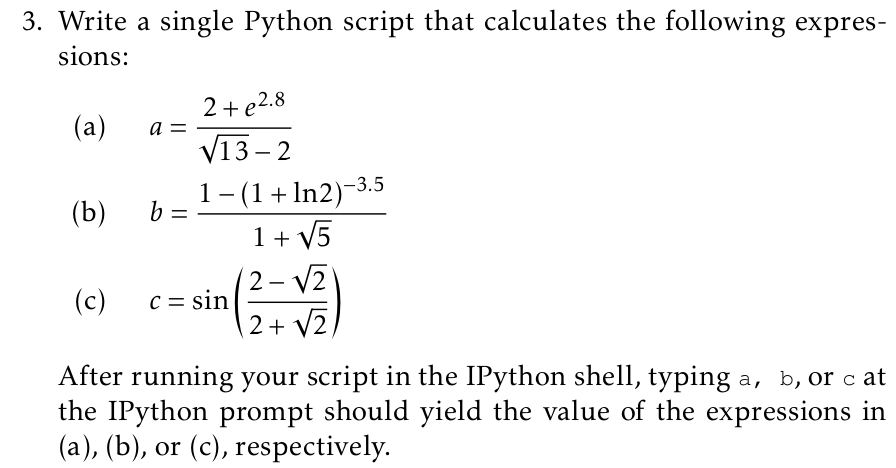 3. Write a single Python script that calculates the following expres-
sions:
(a) a = \frac{2 + e^{2.8}}{\sqrt{13} - 2}
(b) b = \frac{1 - (1 + \ln 2)^{-3.5}}{1 + \sqrt{5}}
(c) c = \sin\left(\frac{2 - \sqrt{2}}{2 + \sqrt{2}}\right)
After running your script in the IPython shell, typing a, b, or c at
the IPython prompt should yield the value of the expressions in
(a), (b), or (c), respectively.